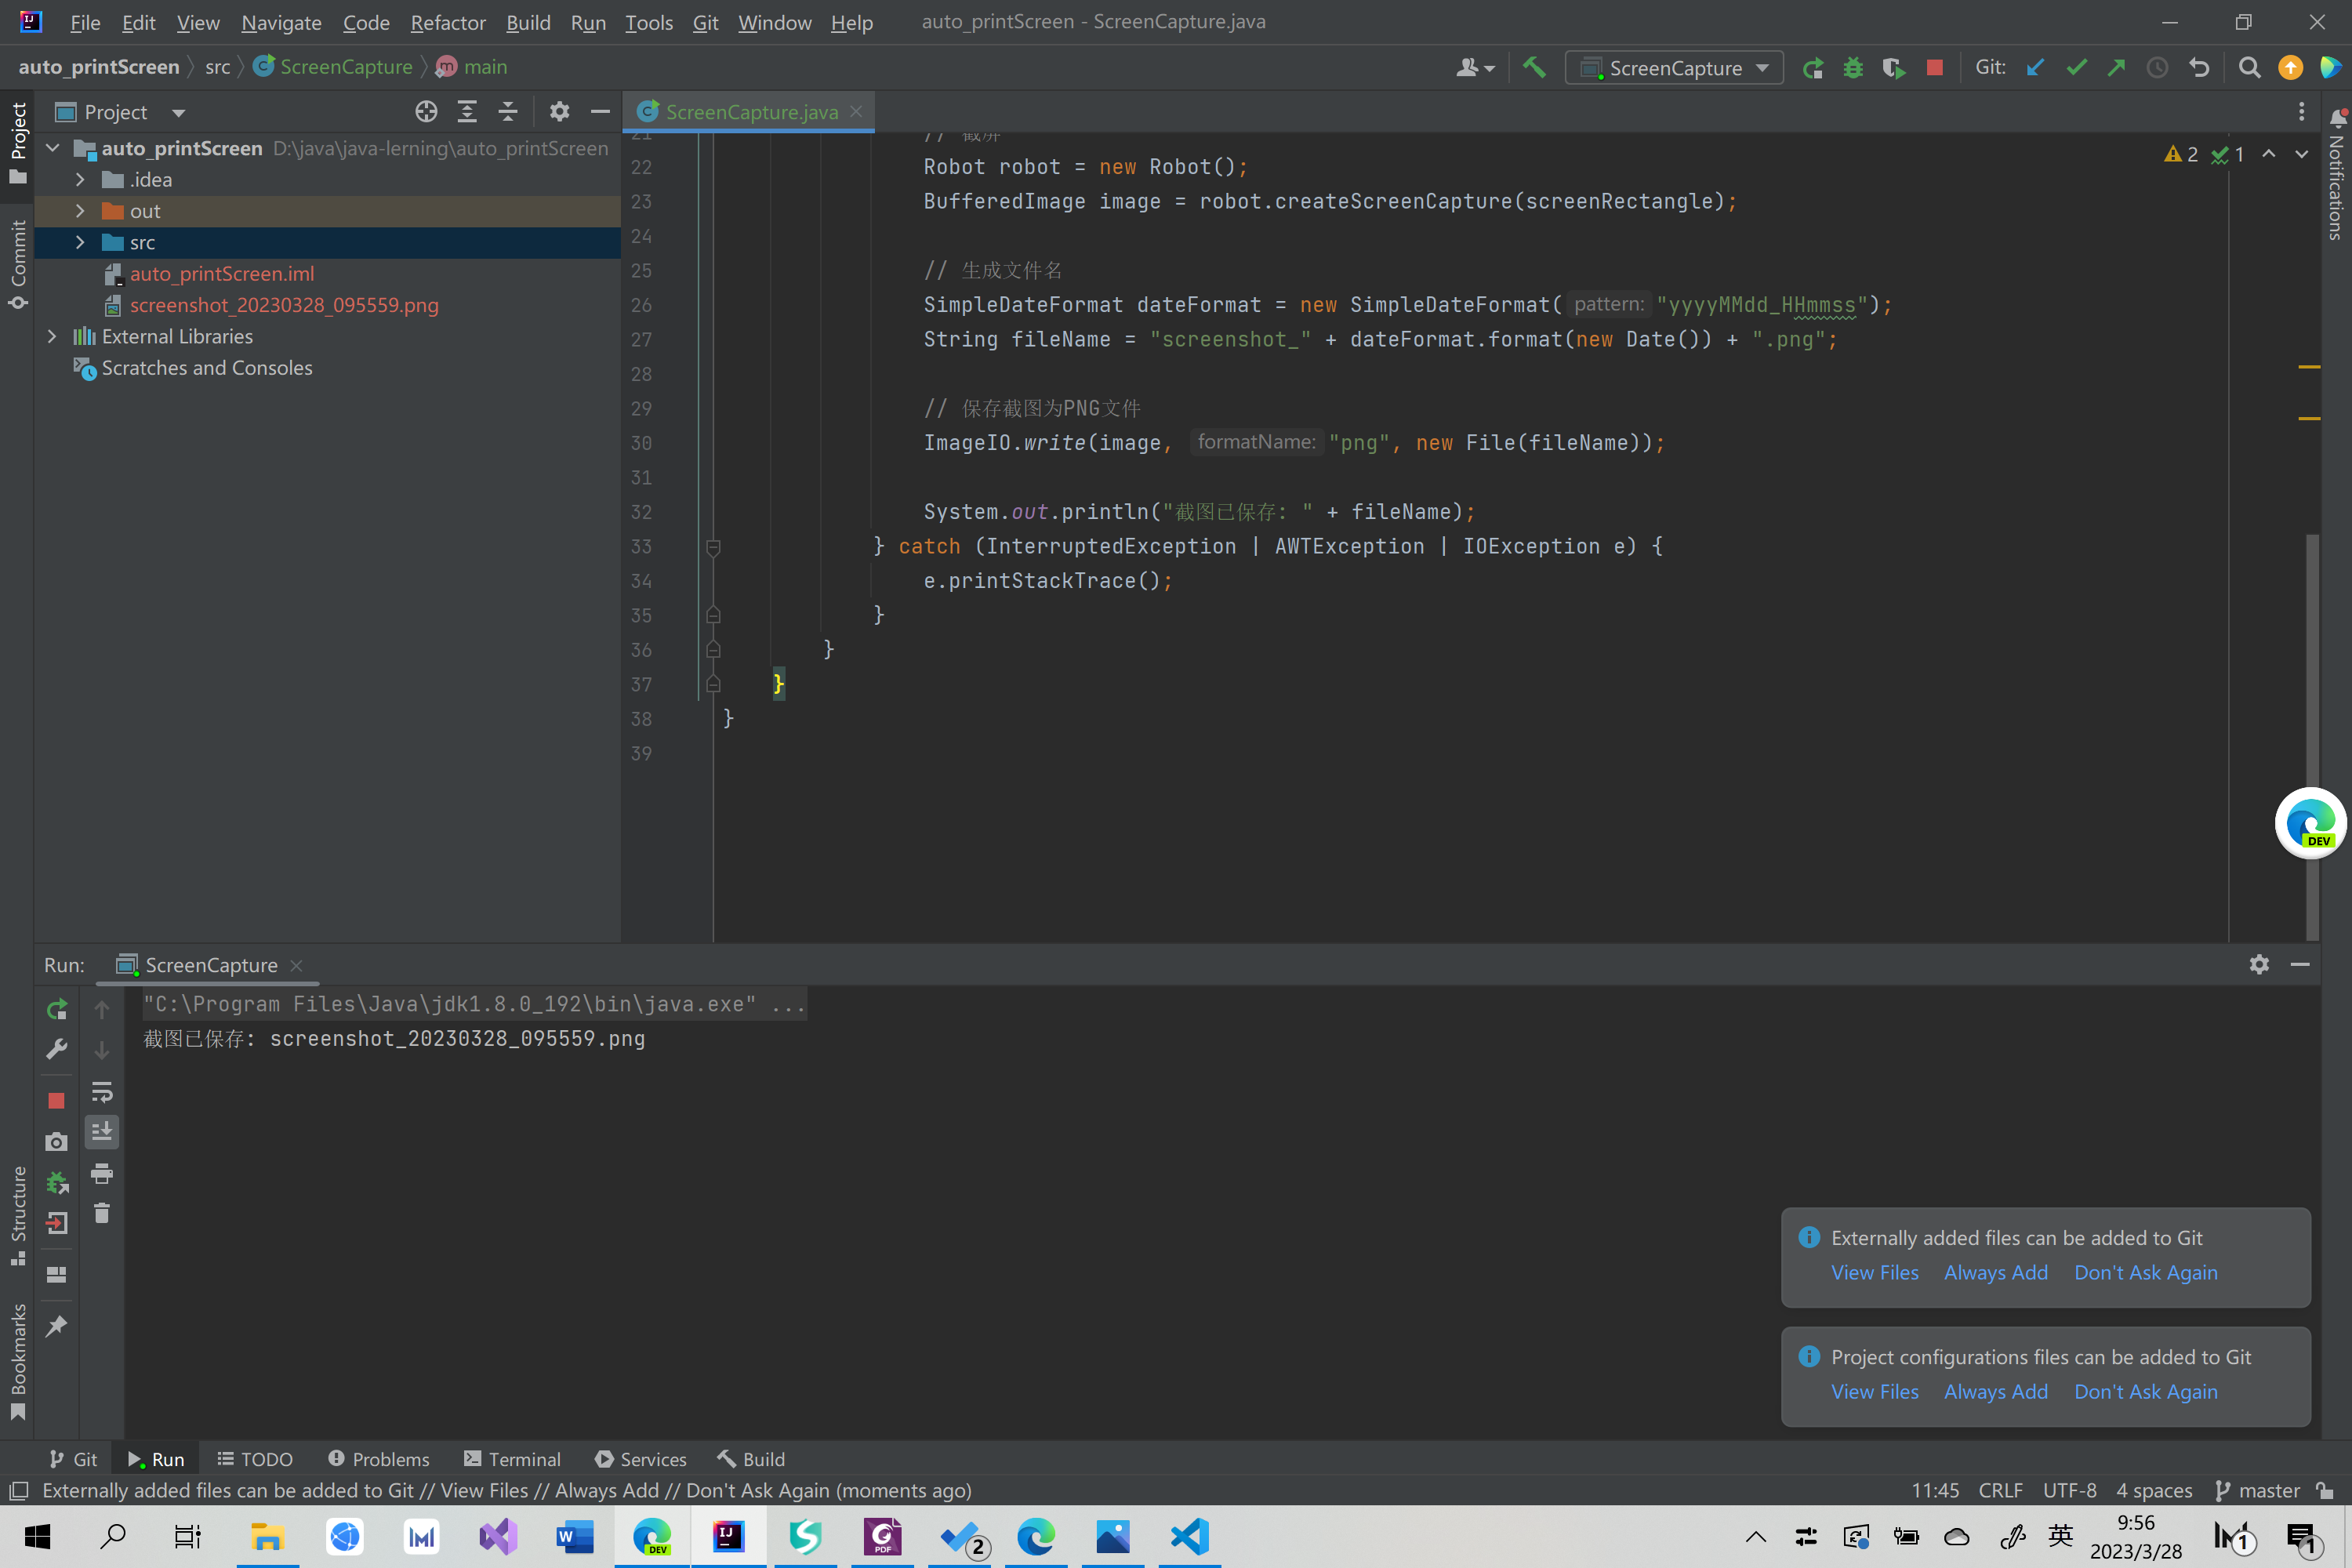 File Edit View Navigate Code Refactor Build Run Tools Git Window Help auto_printScreen - ScreenCapture.java
auto_printScreen src ScreenCapture main
ScreenCapture Git:
Project
ScreenCapture.java
Project
Commit
Structure
Bookmarks
Notifications
auto_printScreen D:\java\java-lerning\auto_printScreen
.idea
out
src
auto_printScreen.iml
screenshot_20230328_095559.png
External Libraries
Scratches and Consoles
2 1
21 // 截屏
22 Robot robot = new Robot();
23 BufferedImage image = robot.createScreenCapture(screenRectangle);
24
25 // 生成文件名
26 SimpleDateFormat dateFormat = new SimpleDateFormat( pattern: "yyyyMMdd_HHmmss");
27 String fileName = "screenshot_" + dateFormat.format(new Date()) + ".png";
28
29 // 保存截图为PNG文件
30 ImageIO.write(image, formatName: "png", new File(fileName));
31
32 System.out.println("截图已保存: " + fileName);
33 } catch (InterruptedException | AWTException | IOException e) {
34 e.printStackTrace();
35 }
36 }
37 }
38 }
39
DEV
Run: ScreenCapture
"C:\Program Files\Java\jdk1.8.0_192\bin\java.exe" ...
截图已保存: screenshot_20230328_095559.png
Externally added files can be added to Git
View Files Always Add Don't Ask Again
Project configurations files can be added to Git
View Files Always Add Don't Ask Again
Git Run TODO Problems Terminal Services Build
Externally added files can be added to Git // View Files // Always Add // Don't Ask Again (moments ago) 11:45 CRLF UTF-8 4 spaces master
W DEV IJ PDF 2 英 9:56 1 1
2023/3/28